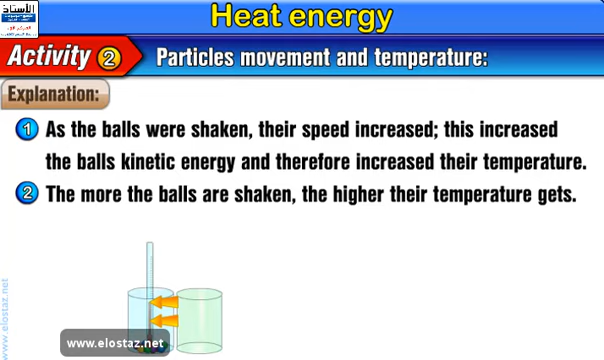 الأستاذ
Heat energy
Activity 2 Particles movement and temperature:
Explanation:
1 As the balls were shaken, their speed increased; this increased
the balls kinetic energy and therefore increased their temperature.
2 The more the balls are shaken, the higher their temperature gets.
www.elostaz.net
www.elostaz.net